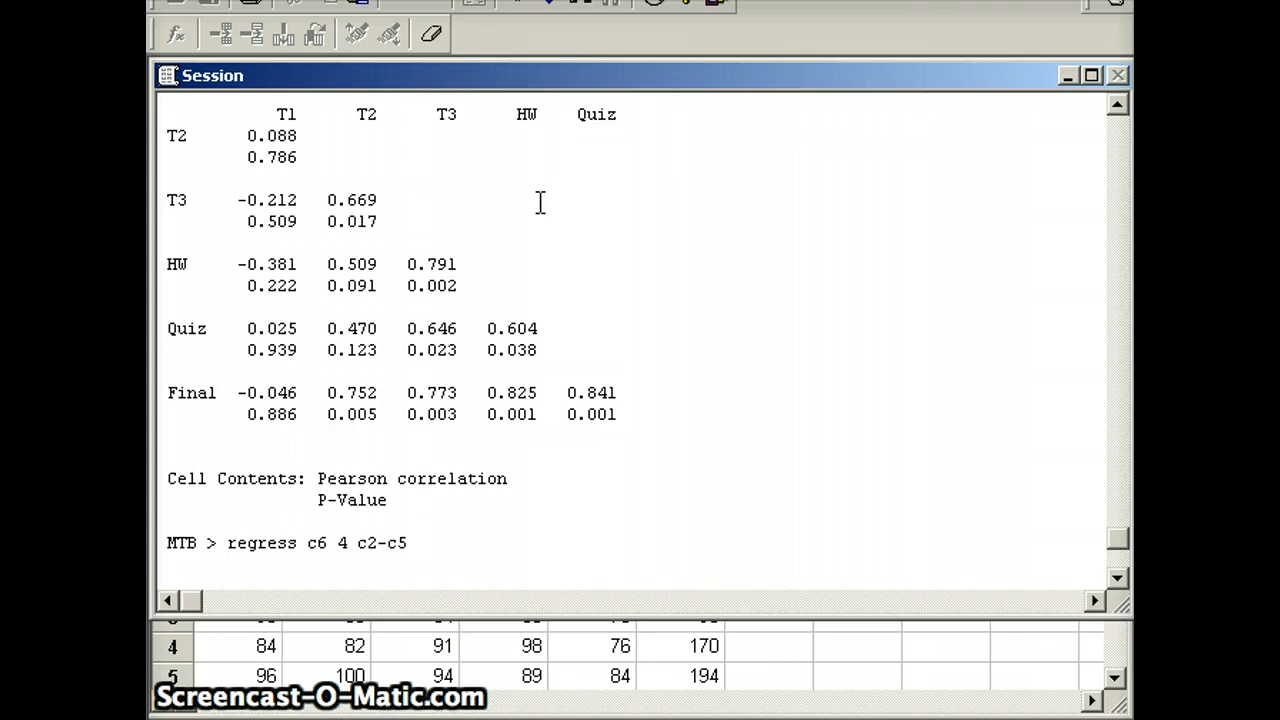 Session
T1 T2 T3 HW Quiz
T2 0.088
0.786
T3 -0.212 0.669
0.509 0.017
HW -0.381 0.509 0.791
0.222 0.091 0.002
Quiz 0.025 0.470 0.646 0.604
0.939 0.123 0.023 0.038
Final -0.046 0.752 0.773 0.825 0.841
0.886 0.005 0.003 0.001 0.001
Cell Contents: Pearson correlation
P-Value
MTB > regress c6 4 c2-c5
4 84 82 91 98 76 170
5 96 100 94 89 84 194
Screencast-O-Matic.com